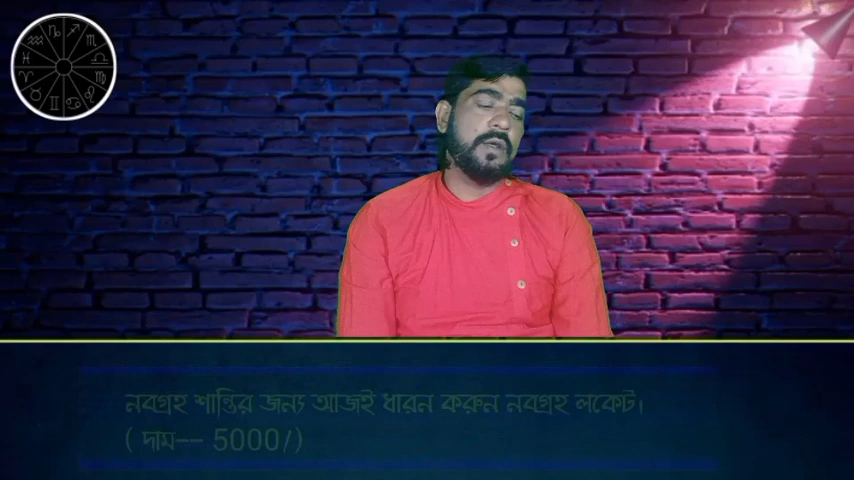 নবগ্রহ শান্তির জন্য আজই ধারন করুন নবগ্রহ লকেট।
( দাম-- 5000/)